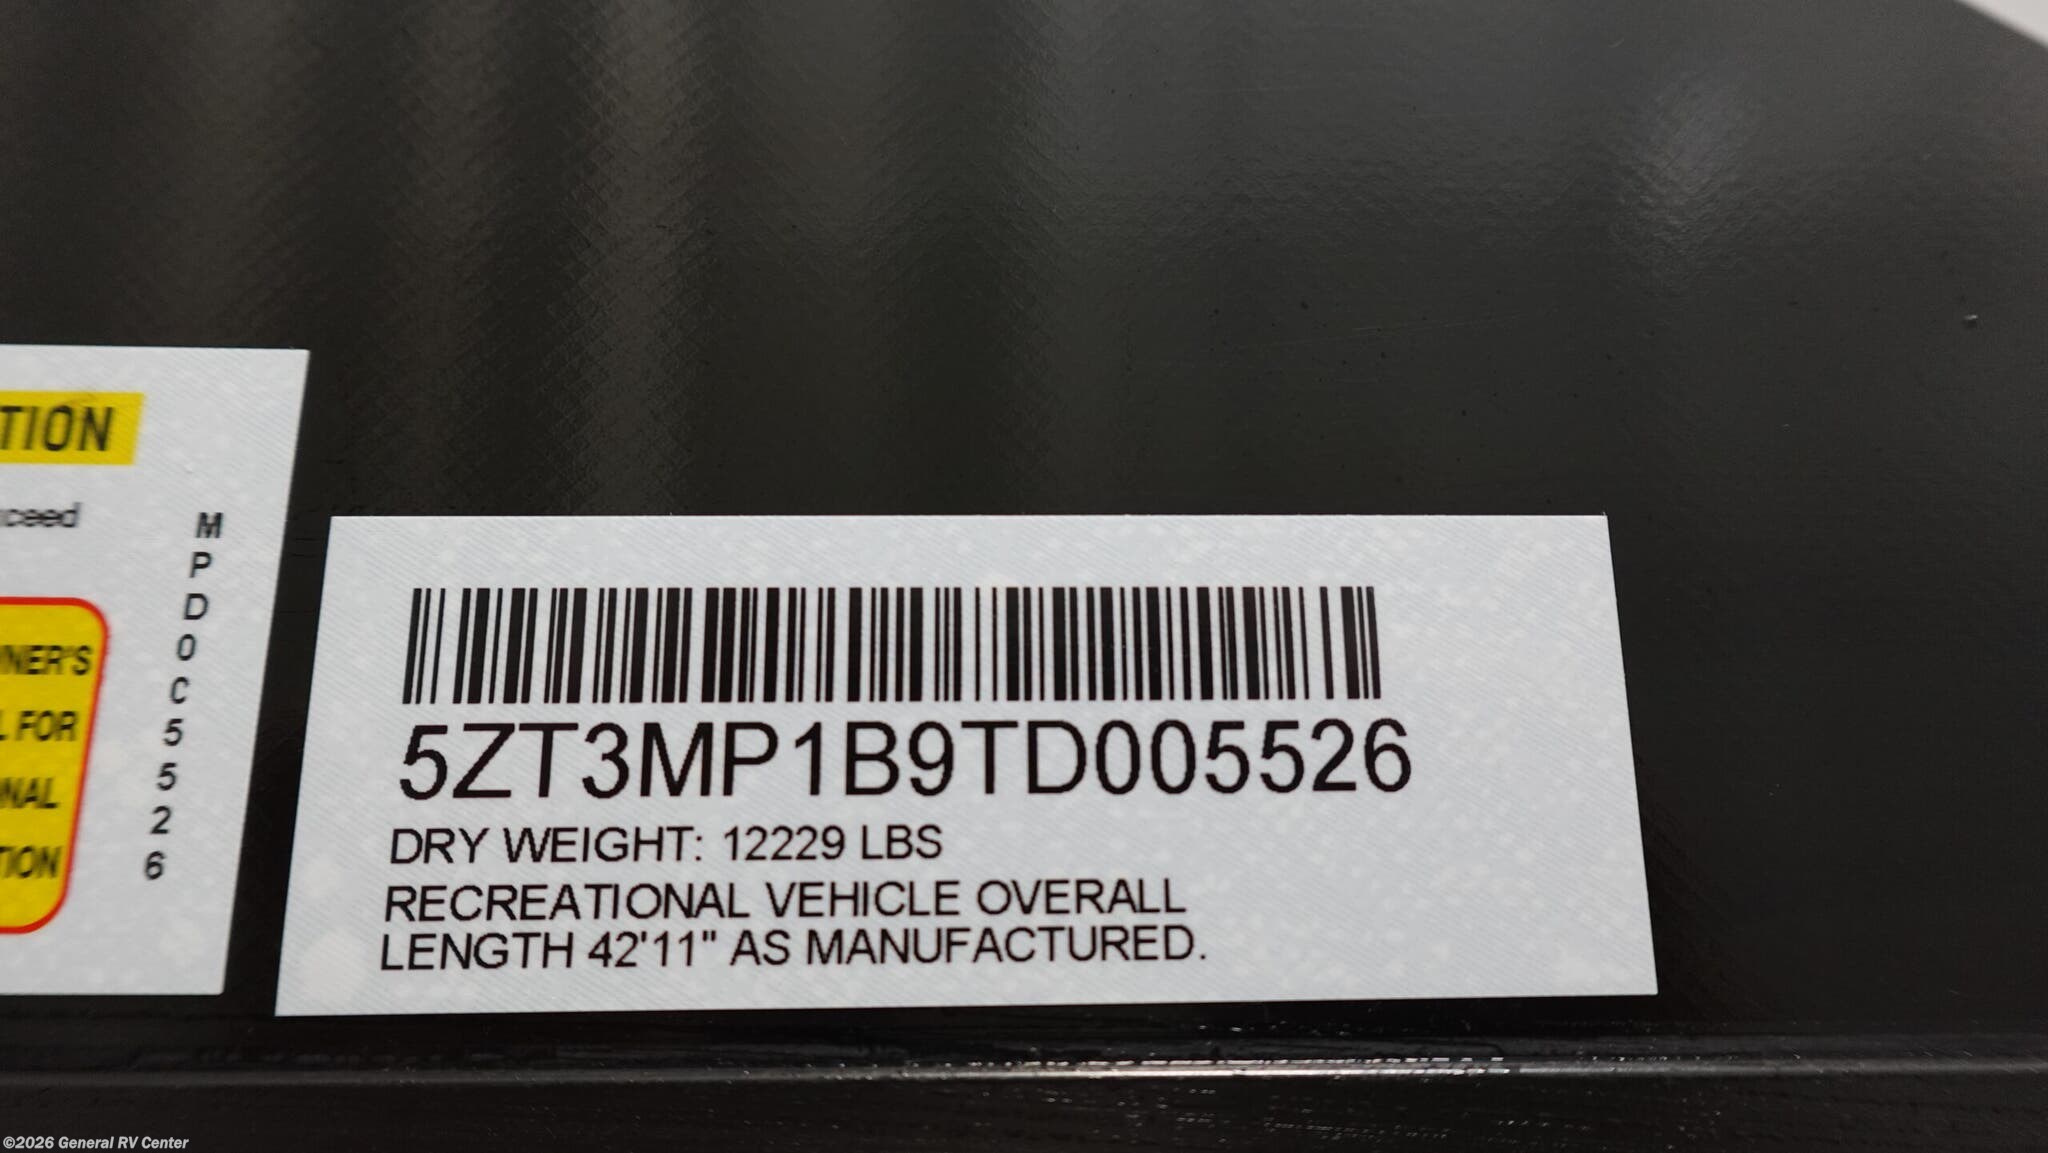 TION
ceed
NER'S
L FOR
NAL
TION
M
P
D
0
C
5
5
2
6
5ZT3MP1B9TD005526
DRY WEIGHT: 12229 LBS
RECREATIONAL VEHICLE OVERALL
LENGTH 42'11" AS MANUFACTURED.
©2026 General RV Center